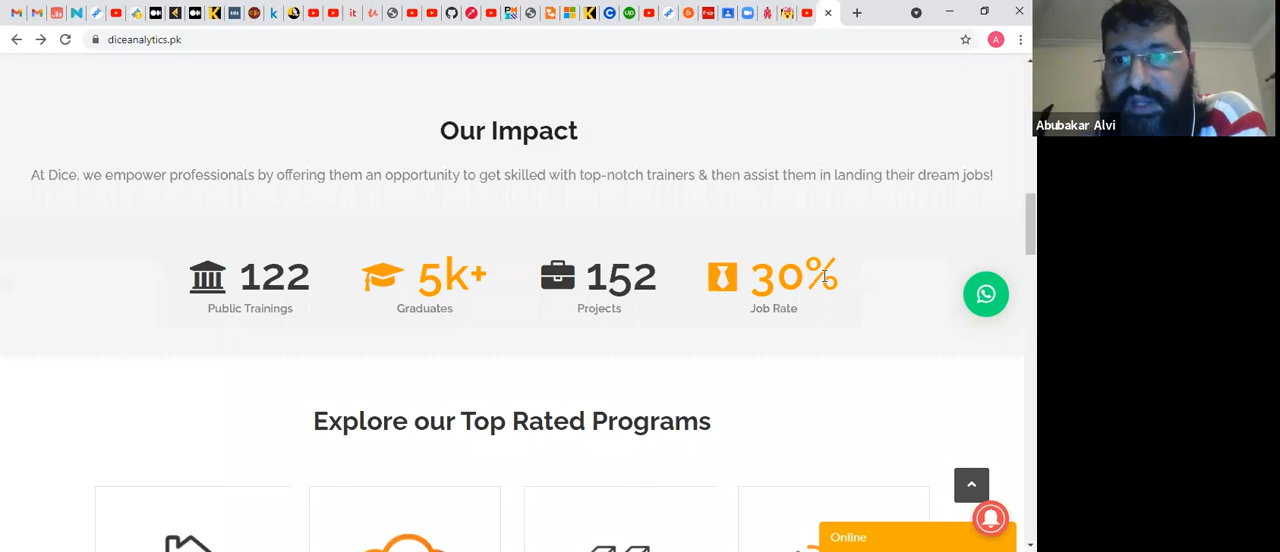 diceanalytics.pk
Abubakar Alvi
Our Impact
At Dice, we empower professionals by offering them an opportunity to get skilled with top-notch trainers & then assist them in landing their dream jobs!
122
Public Trainings
5k+
Graduates
152
Projects
30%
Job Rate
Explore our Top Rated Programs
Online